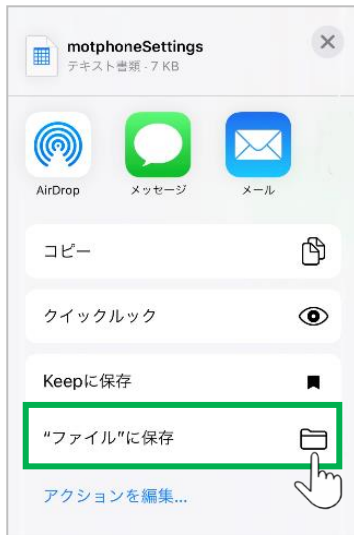 motphoneSettings
テキスト書類・7 KB
AirDrop
メッセージ
メール
コピー
クイックルック
Keepに保存
“ファイル”に保存
アクションを編集...